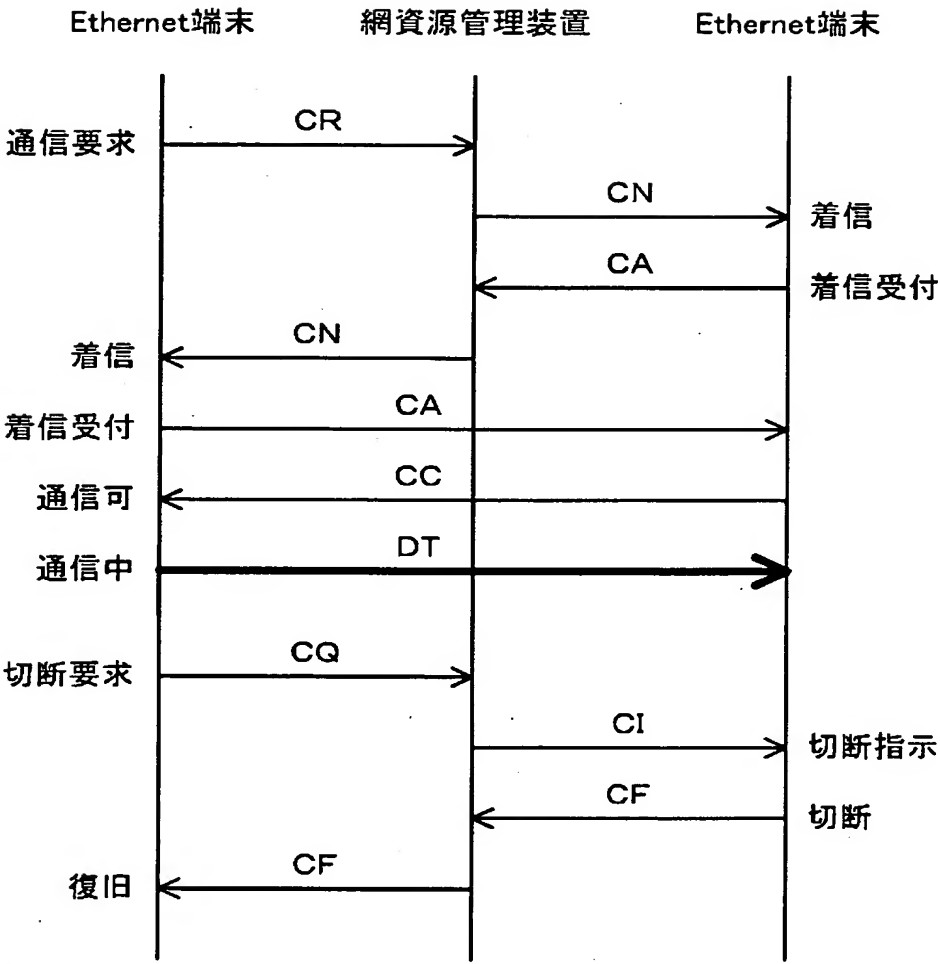 Ethernet端末 網資源管理装置 Ethernet端末
通信要求 CR
CN 着信
CA 着信受付
着信 CN
着信受付 CA
通信可 CC
通信中 DT
切断要求 CQ
CI 切断指示
CF 切断
復旧 CF